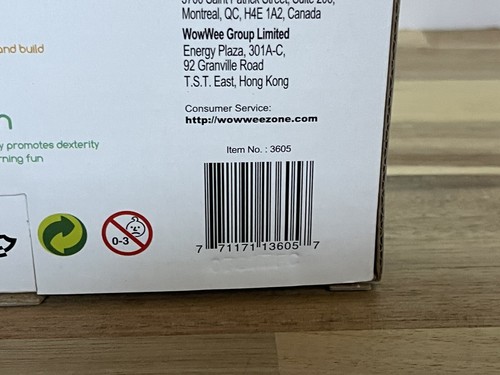 Montreal, QC, H4E 1A2, Canada
WowWee Group Limited
Energy Plaza, 301A-C,
92 Granville Road
T.S.T. East, Hong Kong
and build
Consumer Service:
http://wowweezone.com
y promotes dexterity
rning fun
Item No. : 3605
0-3
7 71171 13605 7